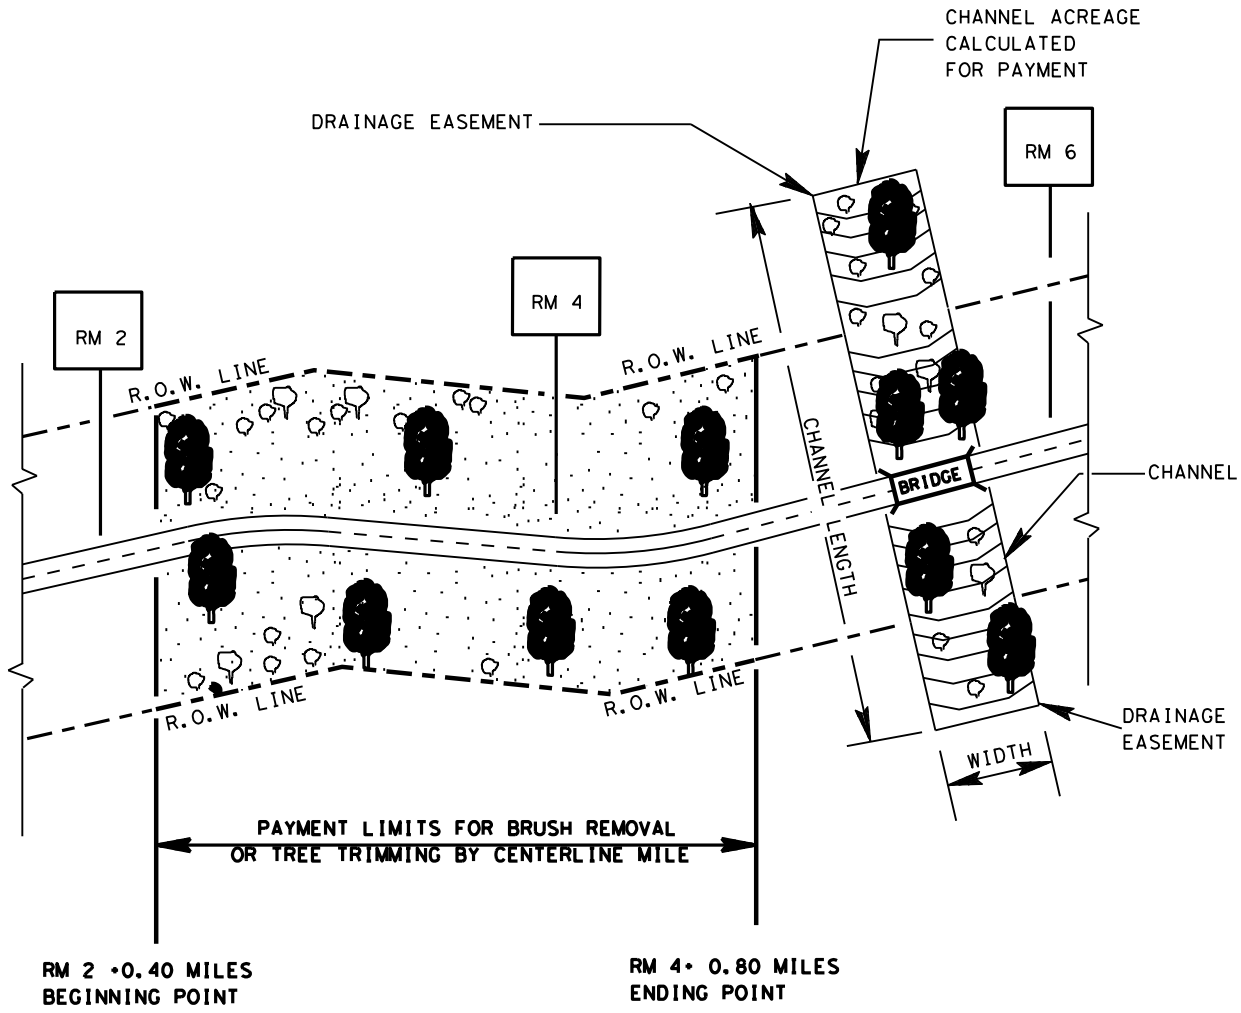 CHANNEL ACREAGE
CALCULATED
FOR PAYMENT
DRAINAGE EASEMENT
RM 6
RM 4
RM 2
R.O.W. LINE
R.O.W. LINE
CHANNEL LENGTH
BRIDGE
CHANNEL
R.O.W. LINE
R.O.W. LINE
DRAINAGE
EASEMENT
WIDTH
PAYMENT LIMITS FOR BRUSH REMOVAL
OR TREE TRIMMING BY CENTERLINE MILE
RM 2 +0.40 MILES
BEGINNING POINT
RM 4+ 0.80 MILES
ENDING POINT